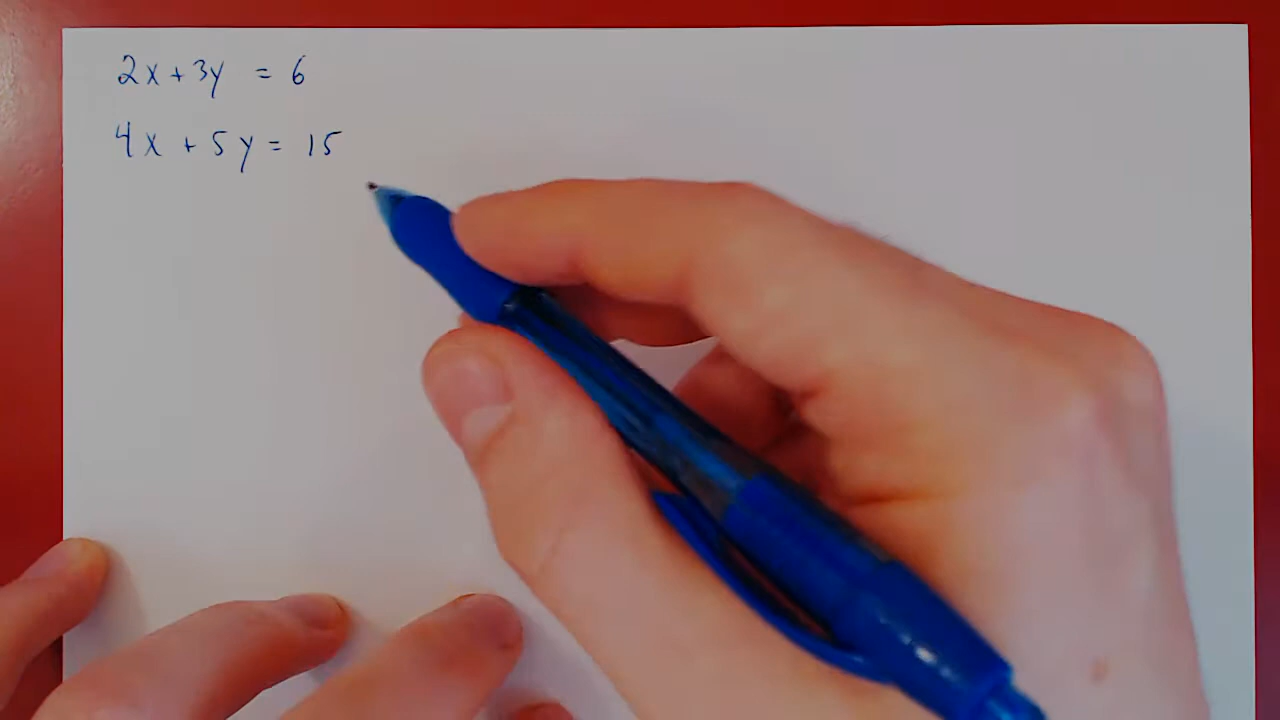 2x+3y = 6
4x + 5y = 15